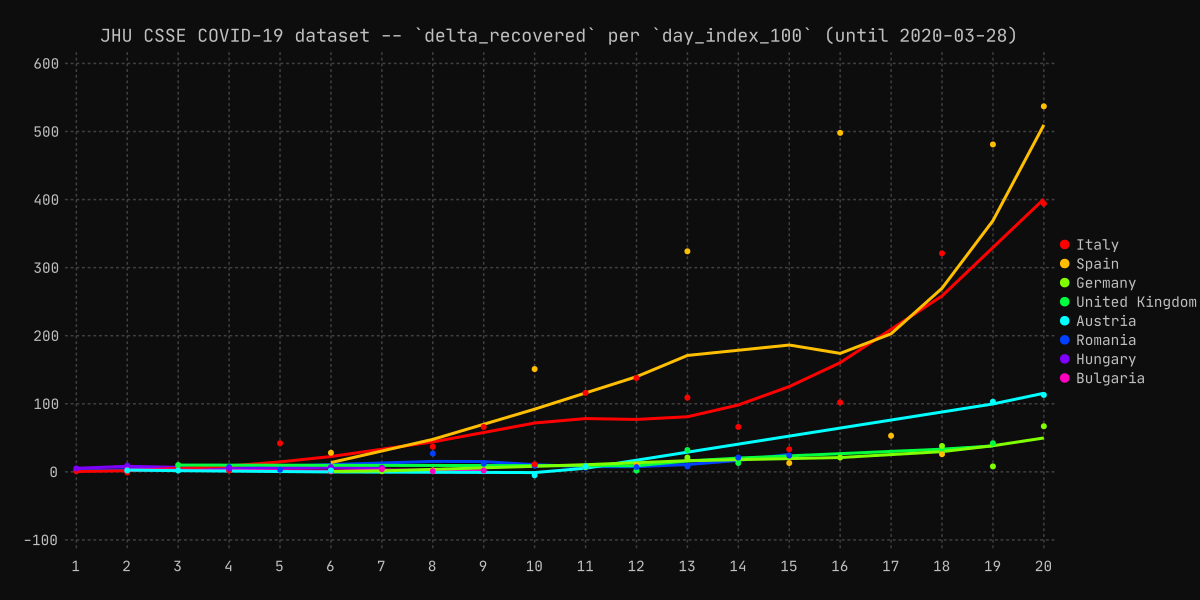 JHU CSSE COVID-19 dataset -- `delta_recovered` per `day_index_100` (until 2020-03-28)
600
500
400
300
200
100
0
-100
1 2 3 4 5 6 7 8 9 10 11 12 13 14 15 16 17 18 19 20
Italy
Spain
Germany
United Kingdom
Austria
Romania
Hungary
Bulgaria